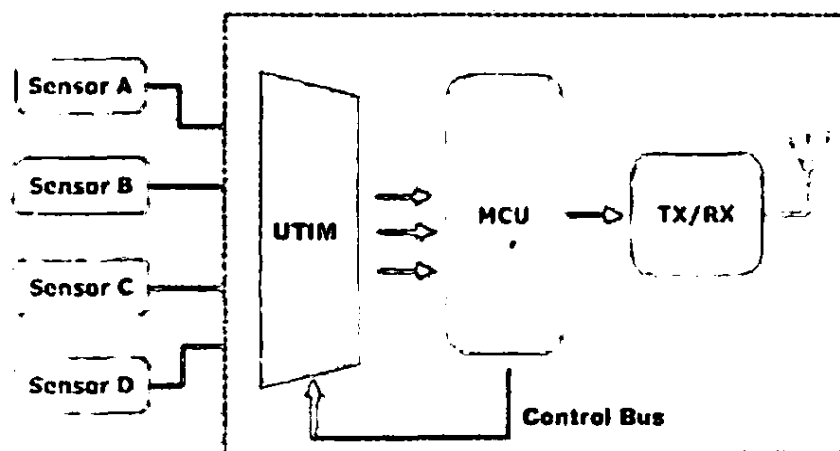 Sensor A
Sensor B
Sensor C
Sensor D
UTIM
MCU
TX/RX
Control Bus